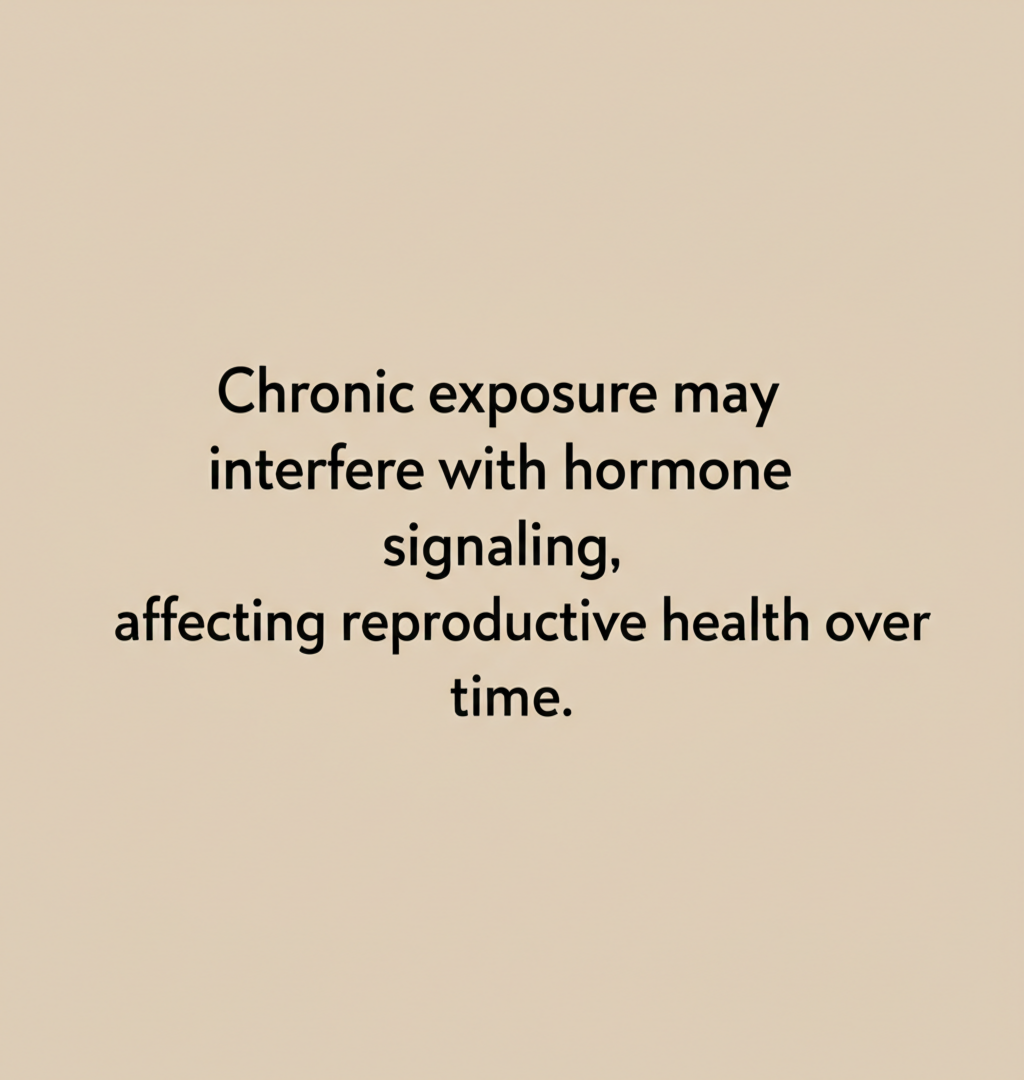 Chronic exposure may
interfere with hormone
signaling,
affecting reproductive health over
time.